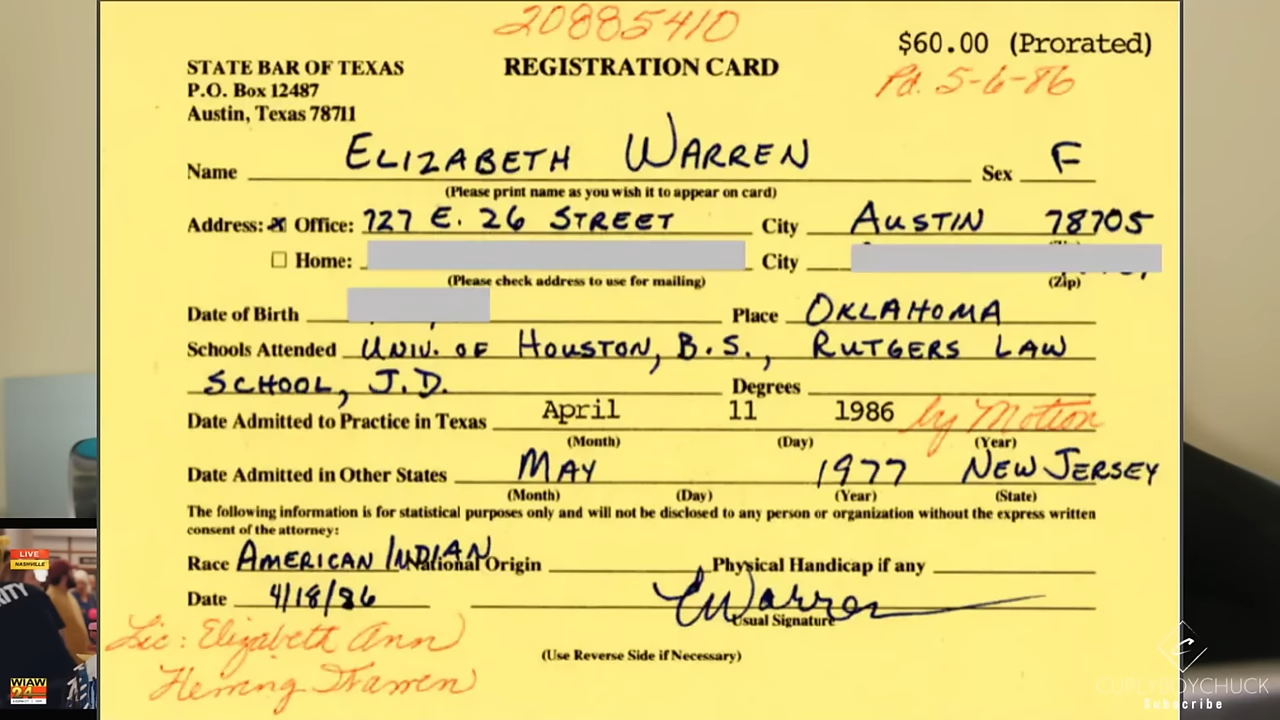 20885410
$60.00 (Prorated)
Pd. 5-6-86
STATE BAR OF TEXAS REGISTRATION CARD
P.O. Box 12487
Austin, Texas 78711
Name ELIZABETH WARREN Sex F
(Please print name as you wish it to appear on card)
Address: Office: 727 E. 26 STREET City AUSTIN 78705
Home: City
(Please check address to use for mailing) (Zip)
Date of Birth Place OKLAHOMA
Schools Attended UNIV. OF HOUSTON, B.S., RUTGERS LAW
SCHOOL, J.D. Degrees
Date Admitted to Practice in Texas April 11 1986 by Motion
(Month) (Day) (Year)
Date Admitted in Other States MAY 1977 NEW JERSEY
(Month) (Day) (Year) (State)
The following information is for statistical purposes only and will not be disclosed to any person or organization without the express written
consent of the attorney:
Race AMERICAN INDIAN National Origin Physical Handicap if any
Date 4/18/86 EWarren
Usual Signature
Lic: Elizabeth Ann
Herring Warren
(Use Reverse Side if Necessary)
LIVE
NASHVILLE
RITY
WIAW
24
CURLYBOYCHUCK
Subscribe